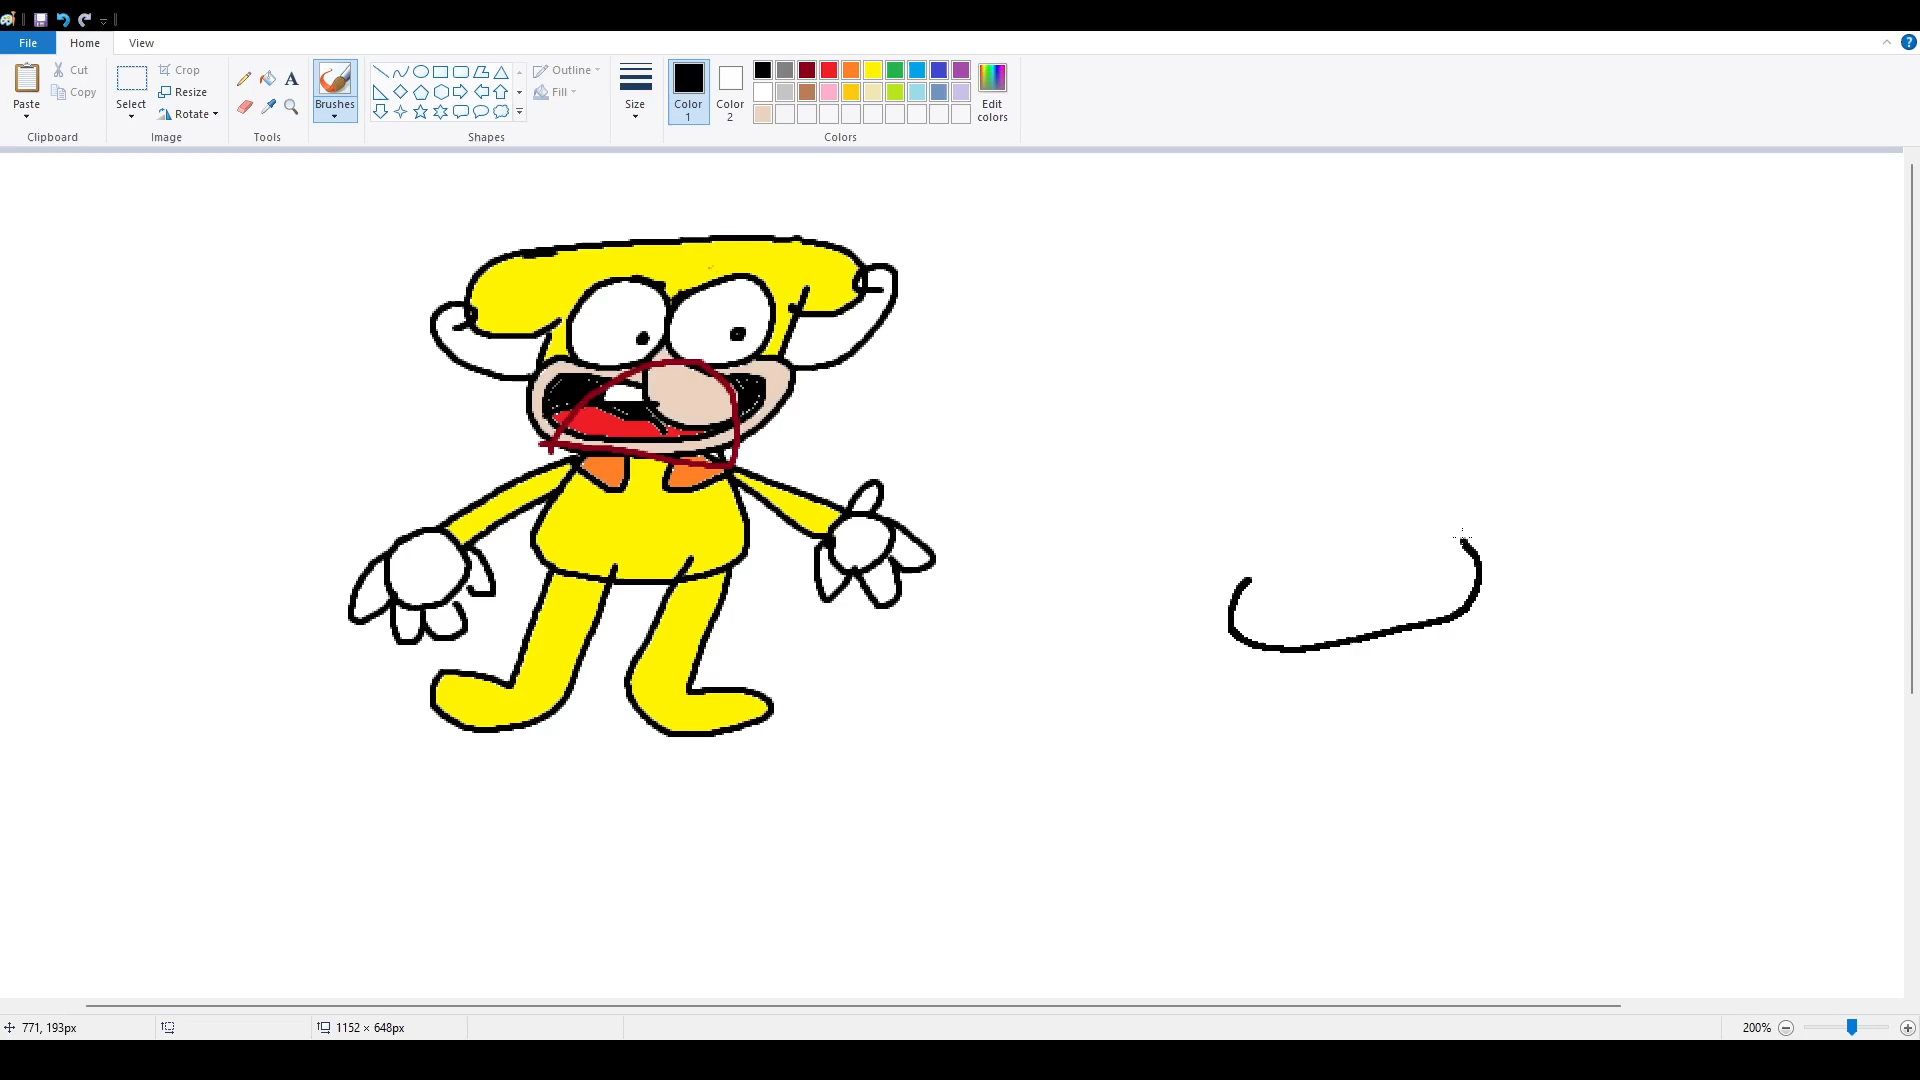 File Home View
Paste Cut Copy
Select Crop Resize Rotate
A
Brushes
Outline Fill
Size
Color 1 Color 2
Edit colors
Clipboard Image Tools Shapes Colors
771, 193px 1152 × 648px 200%